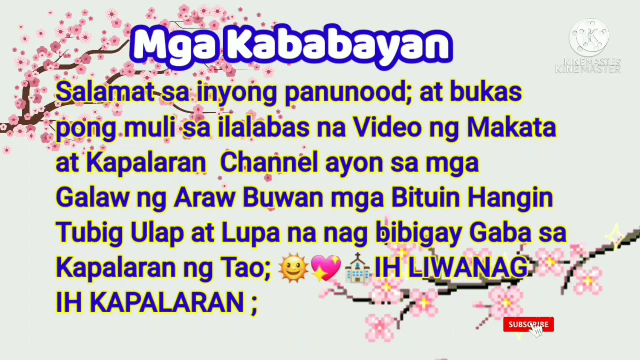 Mga Kababayan
Salamat sa inyong panunood; at bukas
pong muli sa ilalabas na Video ng Makata
at Kapalaran Channel ayon sa mga
Galaw ng Araw Buwan mga Bituin Hangin
Tubig Ulap at Lupa na nag bibigay Gaba sa
Kapalaran ng Tao; 🌞💖⛪IH LIWANAG
IH KAPALARAN ;
KINEMASTER
SUBSCRIBE